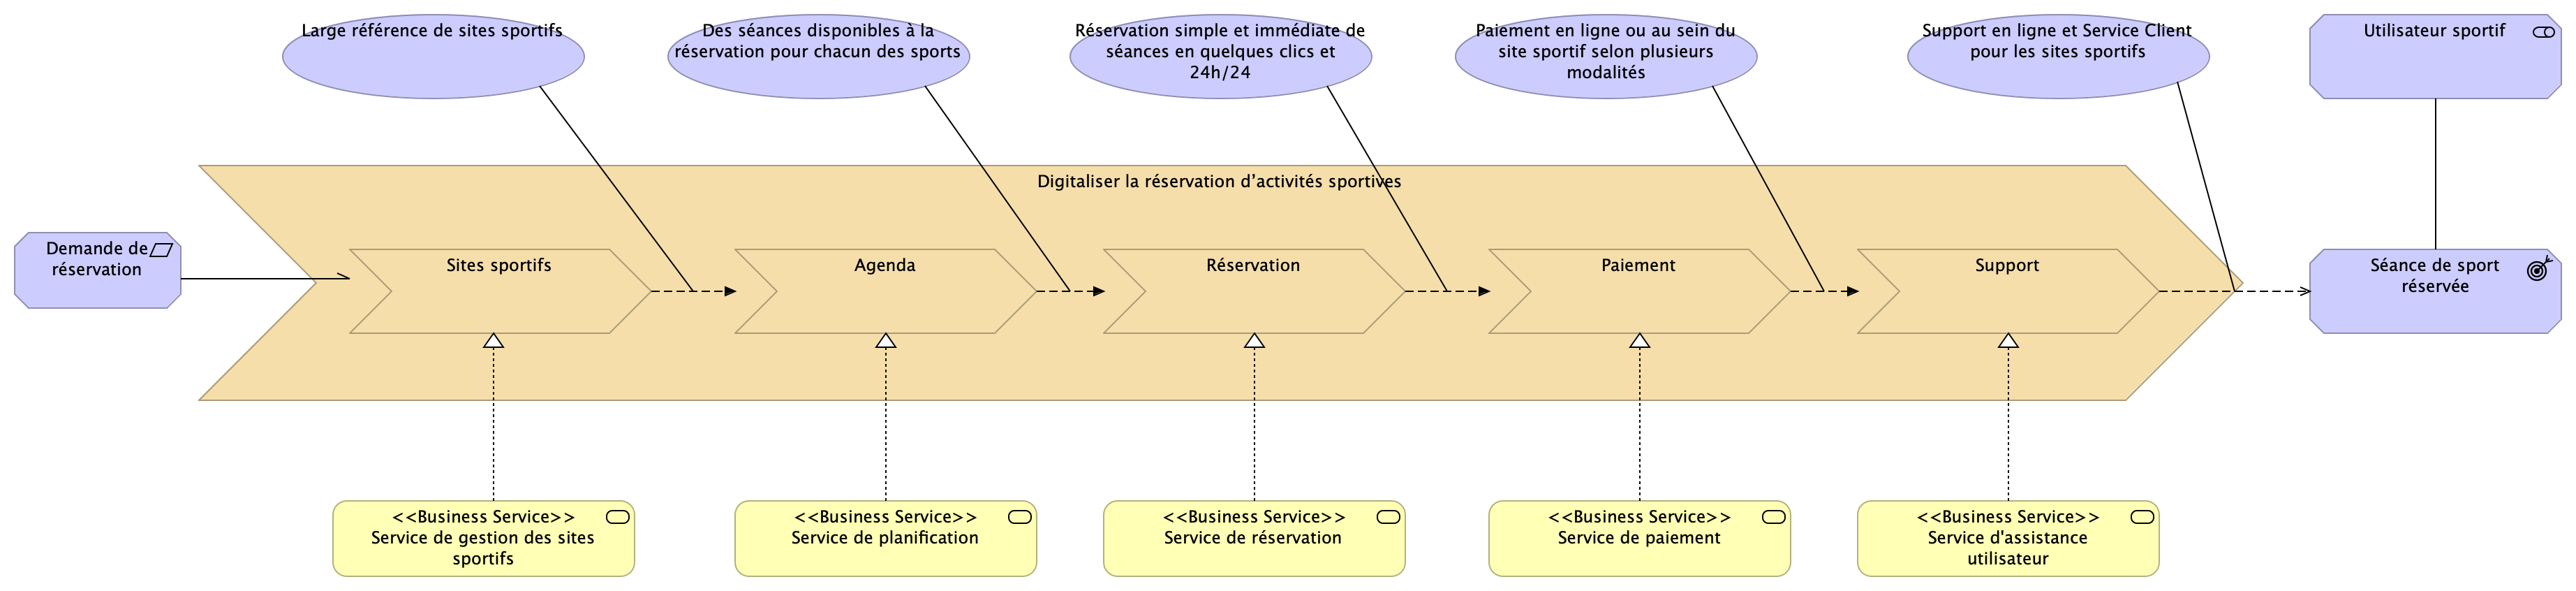 Large référence de sites sportifs
Des séances disponibles à la
réservation pour chacun des sports
Réservation simple et immédiate de
séances en quelques clics et
24h/24
Paiement en ligne ou au sein du
site sportif selon plusieurs
modalités
Support en ligne et Service Client
pour les sites sportifs
Utilisateur sportif
Digitaliser la réservation d’activités sportives
Demande de
réservation
Sites sportifs
Agenda
Réservation
Paiement
Support
Séance de sport
réservée
<<Business Service>>
Service de gestion des sites
sportifs
<<Business Service>>
Service de planification
<<Business Service>>
Service de réservation
<<Business Service>>
Service de paiement
<<Business Service>>
Service d'assistance
utilisateur